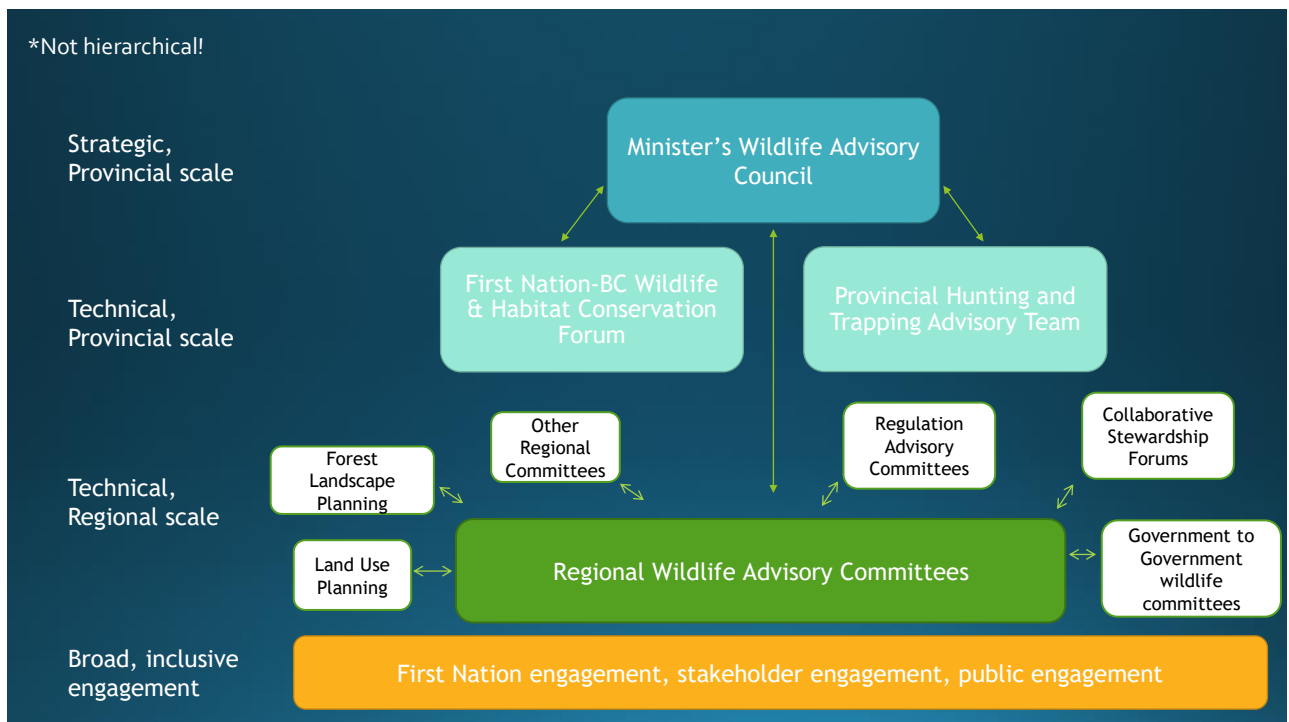 *Not hierarchical!
Strategic,
Provincial scale
Minister’s Wildlife Advisory
Council
Technical,
Provincial scale
First Nation-BC Wildlife
& Habitat Conservation
Forum
Provincial Hunting and
Trapping Advisory Team
Technical,
Regional scale
Forest
Landscape
Planning
Other
Regional
Committees
Regulation
Advisory
Committees
Collaborative
Stewardship
Forums
Land Use
Planning
Regional Wildlife Advisory Committees
Government to
Government
wildlife
committees
Broad, inclusive
engagement
First Nation engagement, stakeholder engagement, public engagement